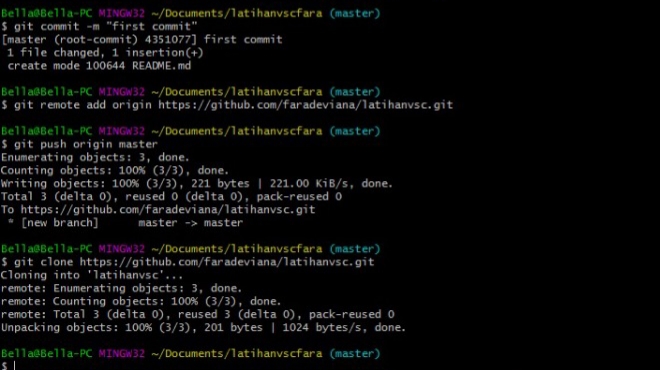 Bella@Bella-PC MINGW32 ~/Documents/latihanvscfara (master)
$ git commit -m "first commit"
[master (root-commit) 4351077] first commit
 1 file changed, 1 insertion(+)
 create mode 100644 README.md
Bella@Bella-PC MINGW32 ~/Documents/latihanvscfara (master)
$ git remote add origin https://github.com/faradeviana/latihanvsc.git
Bella@Bella-PC MINGW32 ~/Documents/latihanvscfara (master)
$ git push origin master
Enumerating objects: 3, done.
Counting objects: 100% (3/3), done.
Writing objects: 100% (3/3), 221 bytes | 221.00 KiB/s, done.
Total 3 (delta 0), reused 0 (delta 0), pack-reused 0
To https://github.com/faradeviana/latihanvsc.git
 * [new branch]      master -> master
Bella@Bella-PC MINGW32 ~/Documents/latihanvscfara (master)
$ git clone https://github.com/faradeviana/latihanvsc.git
Cloning into 'latihanvsc'...
remote: Enumerating objects: 3, done.
remote: Counting objects: 100% (3/3), done.
remote: Total 3 (delta 0), reused 3 (delta 0), pack-reused 0
Unpacking objects: 100% (3/3), 201 bytes | 1024 bytes/s, done.
Bella@Bella-PC MINGW32 ~/Documents/latihanvscfara (master)
$